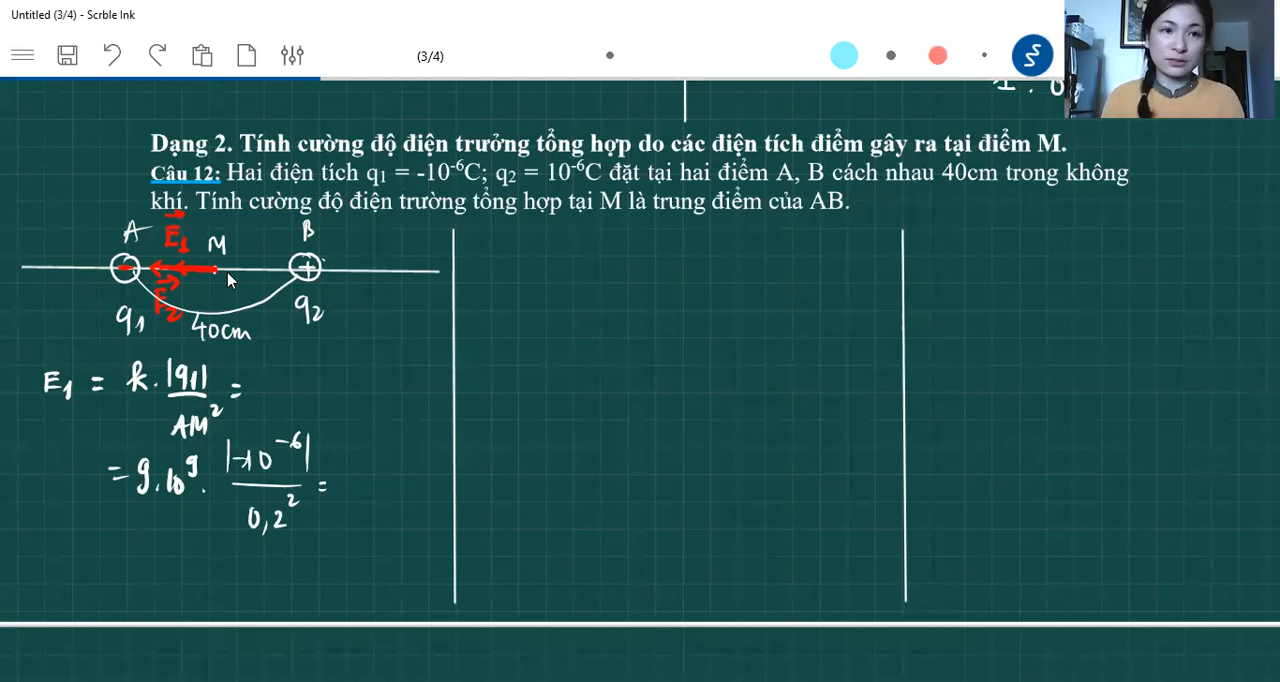 Untitled (3/4) - Scrble Ink
(3/4)
Dạng 2. Tính cường độ điện trưởng tổng hợp do các điện tích điểm gây ra tại điểm M.
Câu 12: Hai điện tích q₁ = -10⁻⁶C; q₂ = 10⁻⁶C đặt tại hai điểm A, B cách nhau 40cm trong không
khí. Tính cường độ điện trường tổng hợp tại M là trung điểm của AB.
A E₁ M B
- +
q₁ E₂ 40cm q₂
E₁ = k. |q₁| / AM² =
= 9.10⁹. |-10⁻⁶| / 0,2² =